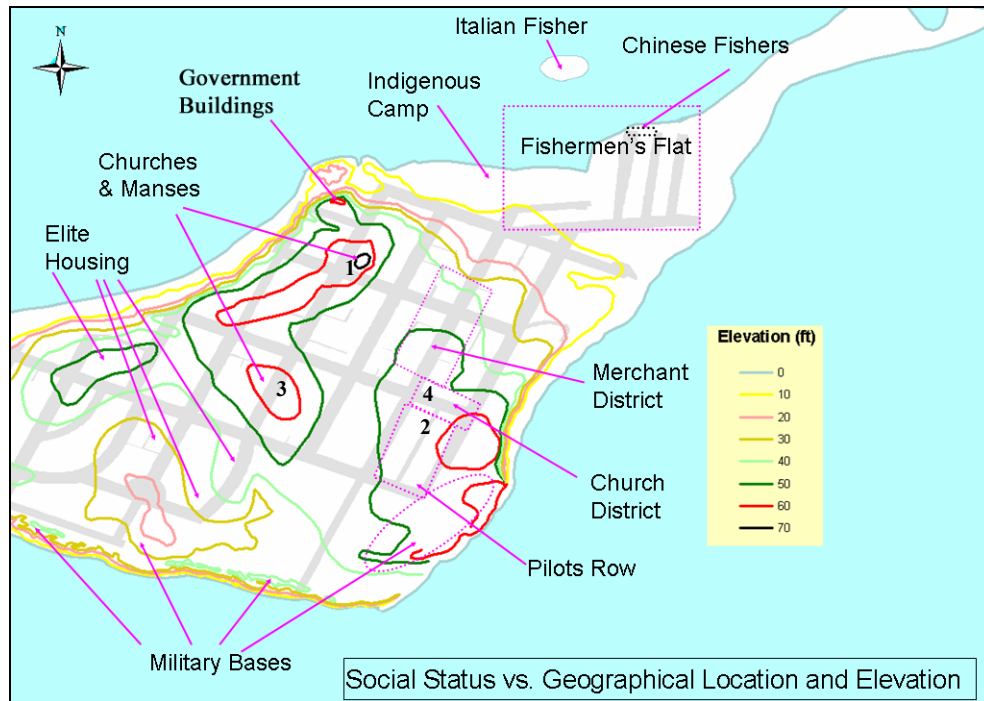 N
Italian Fisher
Chinese Fishers
Indigenous
Camp
Government
Buildings
Fishermen's Flat
Churches
& Manses
Elite
Housing
1
3
4
2
Merchant
District
Church
District
Pilots Row
Military Bases
Elevation (ft)
0
10
20
30
40
50
60
70
Social Status vs. Geographical Location and Elevation